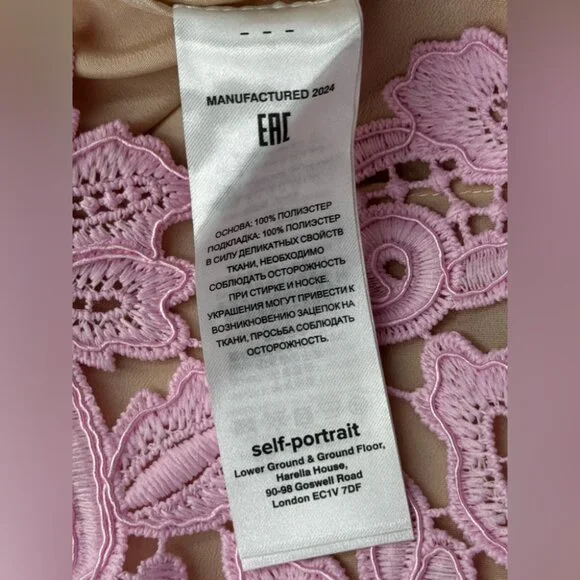 - - -
MANUFACTURED 2024
EAC
ОСНОВА: 100% ПОЛИЭСТЕР
ПОДКЛАДКА: 100% ПОЛИЭСТЕР
В СИЛУ ДЕЛИКАТНЫХ СВОЙСТВ
ТКАНИ, НЕОБХОДИМО
СОБЛЮДАТЬ ОСТОРОЖНОСТЬ
ПРИ СТИРКЕ И НОСКЕ.
УКРАШЕНИЯ МОГУТ ПРИВЕСТИ К
ВОЗНИКНОВЕНИЮ ЗАЦЕПОК НА
ТКАНИ, ПРОСЬБА СОБЛЮДАТЬ
ОСТОРОЖНОСТЬ.
self-portrait
Lower Ground & Ground Floor,
Harella House,
90-98 Goswell Road
London EC1V 7DF